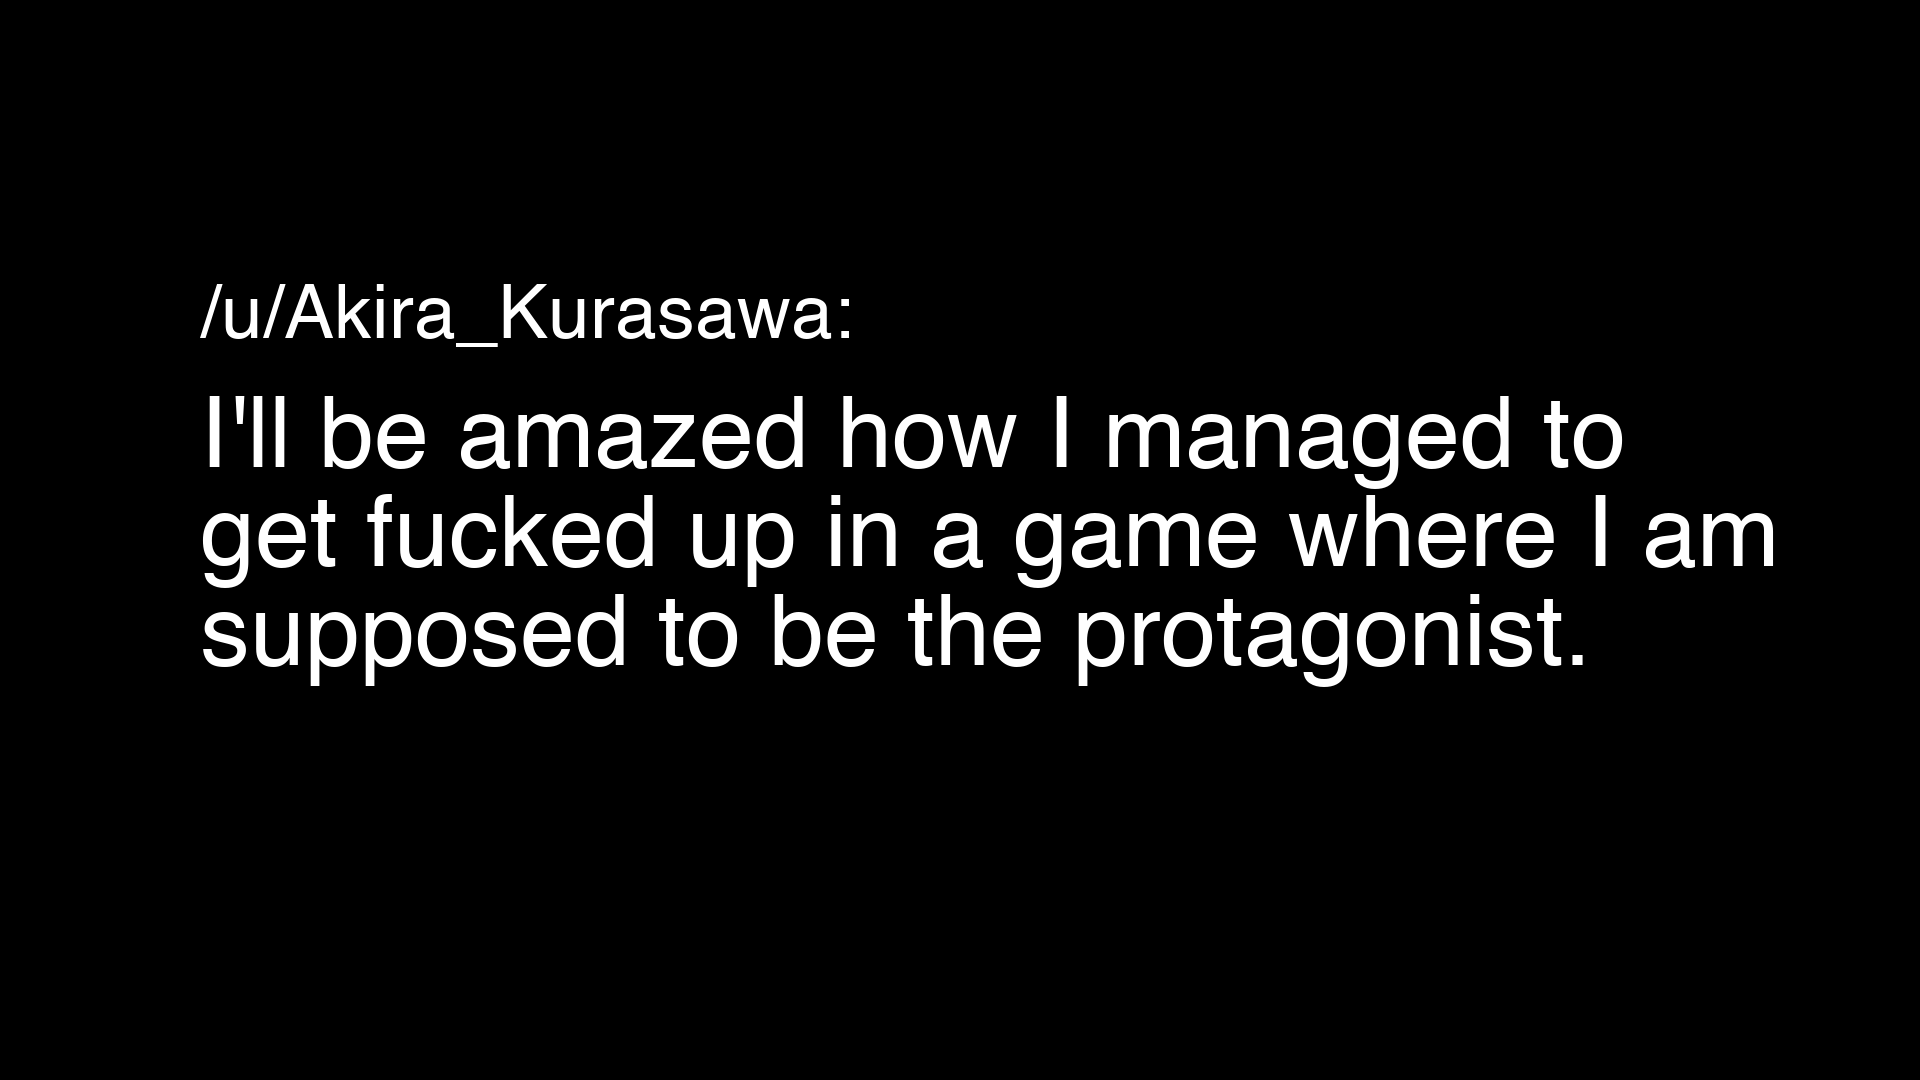 /u/Akira_Kurasawa:
I'll be amazed how I managed to
get fucked up in a game where I am
supposed to be the protagonist.